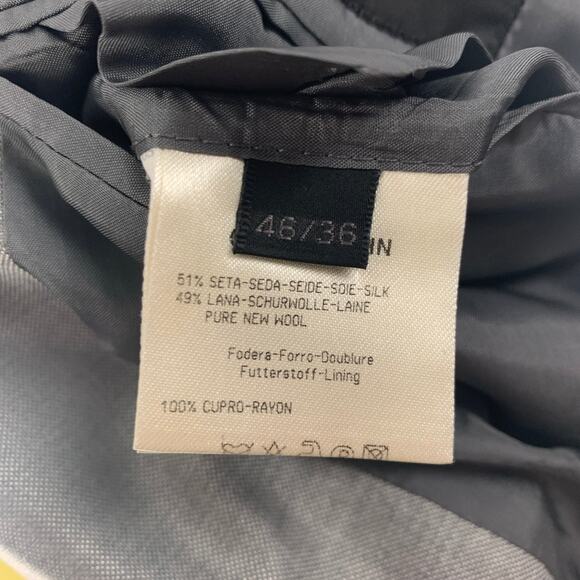 46/36
IN
51% SETA-SEDA-SEIDE-SOIE-SILK
49% LANA-SCHURWOLLE-LAINE
PURE NEW WOOL
Fodera-Forro-Doublure
Futterstoff-Lining
100% CUPRO-RAYON